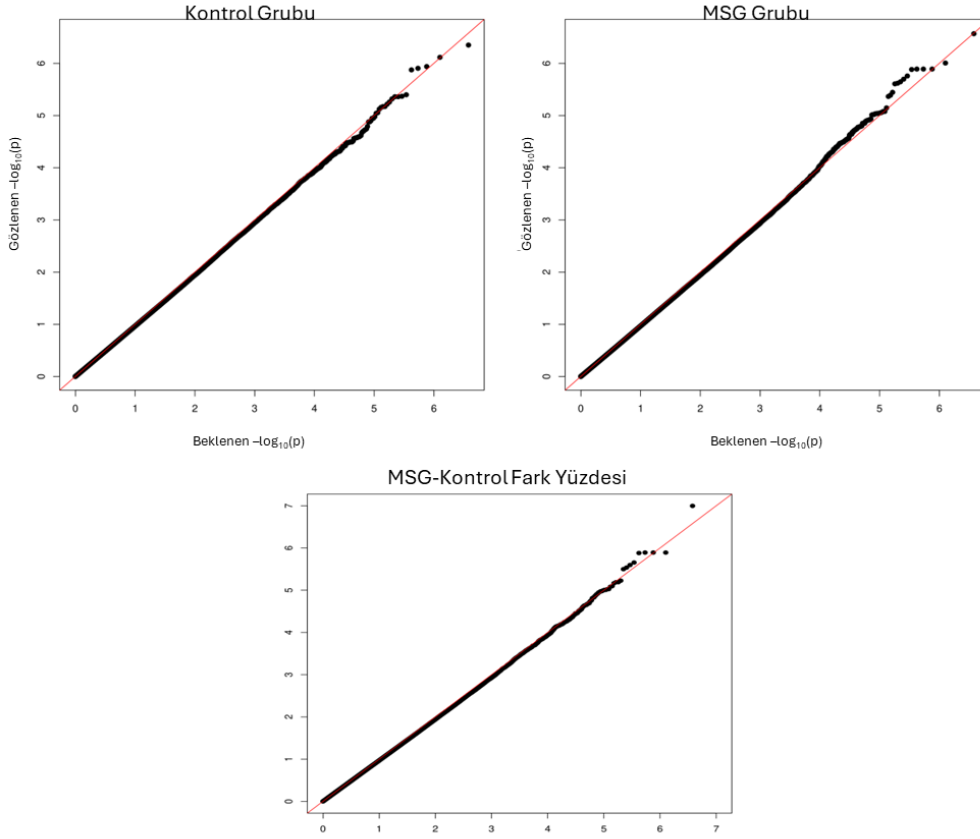 Kontrol Grubu
MSG Grubu
Gözlenen –log10(p)
6
5
4
3
2
1
0
0 1 2 3 4 5 6
Beklenen –log10(p)
Gözlenen –log10(p)
6
5
4
3
2
1
0
0 1 2 3 4 5 6
Beklenen –log10(p)
MSG-Kontrol Fark Yüzdesi
7
6
5
4
3
2
1
0
0 1 2 3 4 5 6 7